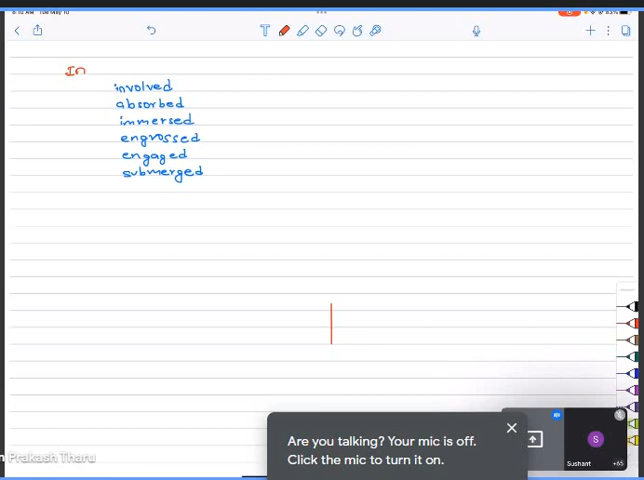 In
involved
absorbed
immersed
engrossed
engaged
submerged
Are you talking? Your mic is off.
Click the mic to turn it on.
S
Sushant
+65
Prakash Tharu